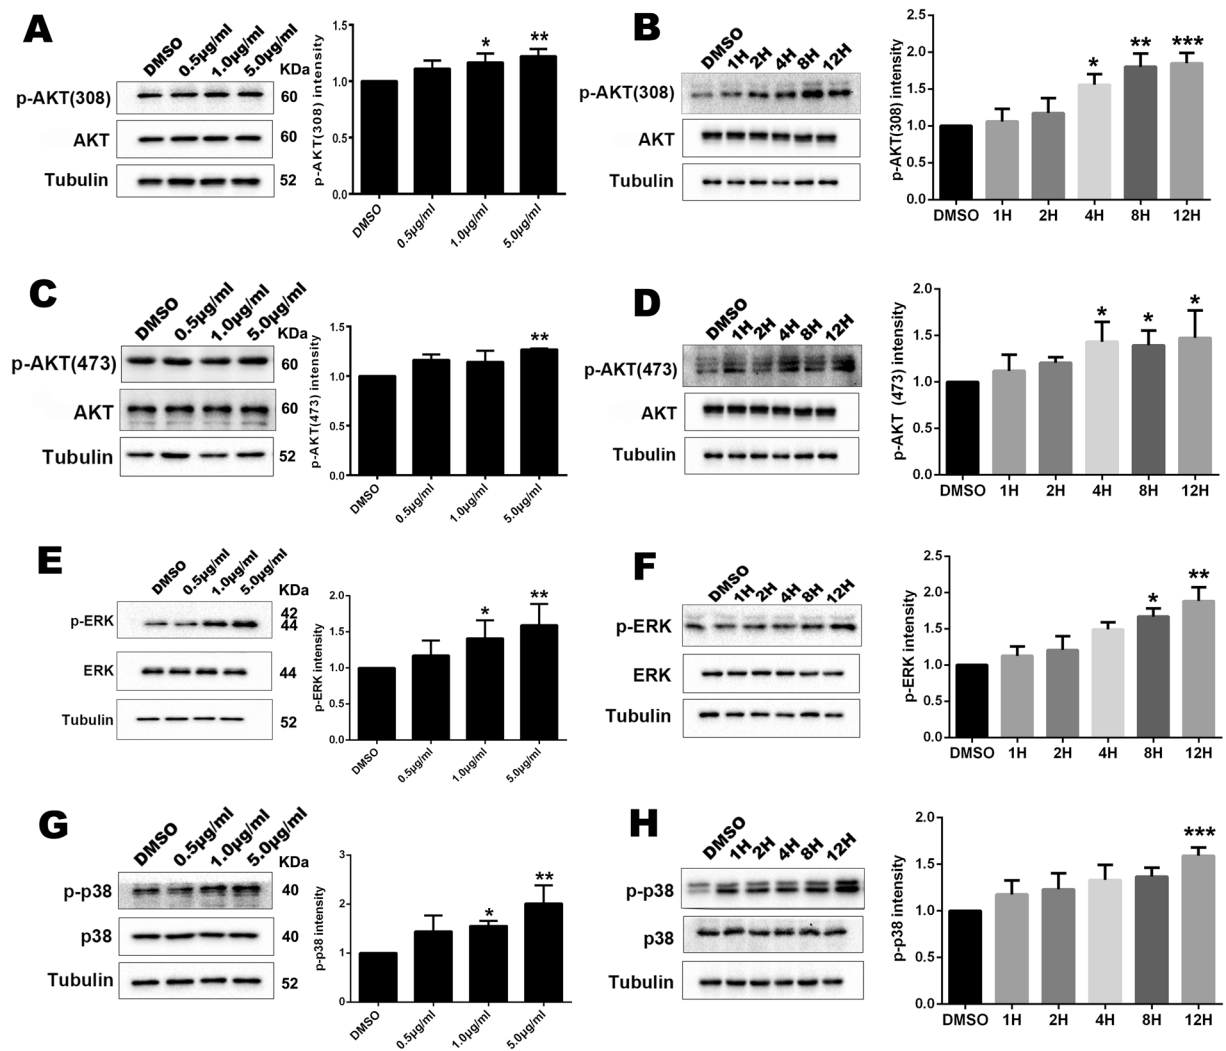 A
DMSO
0.5μg/ml
1.0μg/ml
5.0μg/ml
KDa
p-AKT(308)
60
AKT
60
Tubulin
52
p-AKT(308) intensity
1.5
1.0
0.5
0.0
*
**
DMSO
0.5μg/ml
1.0μg/ml
5.0μg/ml
B
DMSO
1H
2H
4H
8H
12H
p-AKT(308)
AKT
Tubulin
p-AKT(308) intensity
2.5
2.0
1.5
1.0
0.5
0.0
*
**
***
DMSO 1H 2H 4H 8H 12H
C
DMSO
0.5μg/ml
1.0μg/ml
5.0μg/ml
KDa
p-AKT(473)
60
AKT
60
Tubulin
52
p-AKT(473) intensity
1.5
1.0
0.5
0.0
**
DMSO
0.5μg/ml
1.0μg/ml
5.0μg/ml
D
DMSO
1H
2H
4H
8H
12H
p-AKT(473)
AKT
Tubulin
p-AKT (473) intensity
2.0
1.5
1.0
0.5
0.0
*
*
*
DMSO 1H 2H 4H 8H 12H
E
DMSO
0.5μg/ml
1.0μg/ml
5.0μg/ml
KDa
p-ERK
42
44
ERK
44
Tubulin
52
p-ERK intensity
2.0
1.5
1.0
0.5
0.0
*
**
DMSO
0.5μg/ml
1.0μg/ml
5.0μg/ml
F
DMSO
1H
2H
4H
8H
12H
p-ERK
ERK
Tubulin
p-ERK intensity
2.5
2.0
1.5
1.0
0.5
0.0
*
**
DMSO 1H 2H 4H 8H 12H
G
DMSO
0.5μg/ml
1.0μg/ml
5.0μg/ml
KDa
p-p38
40
p38
40
Tubulin
52
p-p38 intensity
3
2
1
0
*
**
DMSO
0.5μg/ml
1.0μg/ml
5.0μg/ml
H
DMSO
1H
2H
4H
8H
12H
p-p38
p38
Tubulin
p-p38 intensity
2.0
1.5
1.0
0.5
0.0
***
DMSO 1H 2H 4H 8H 12H